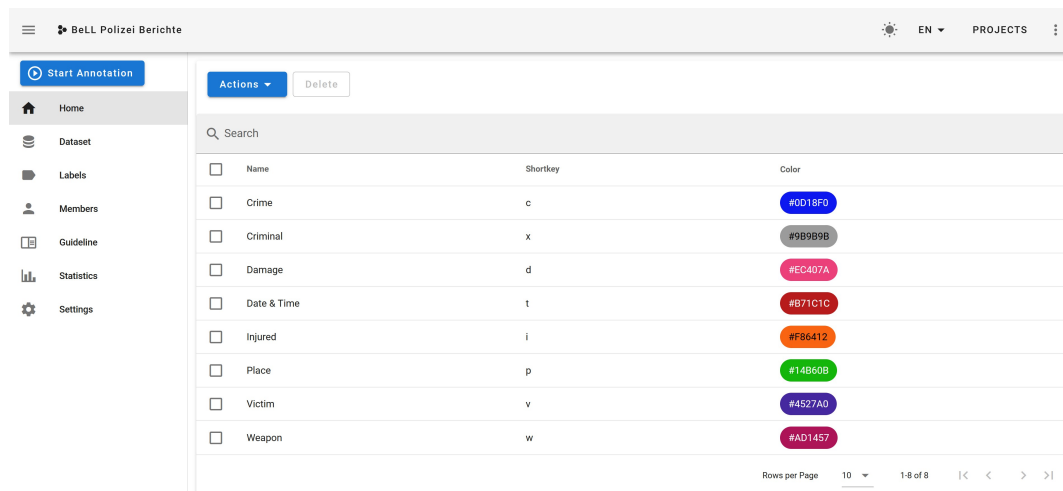 BeLL Polizei Berichte
EN
PROJECTS
Start Annotation
Home
Dataset
Labels
Members
Guideline
Statistics
Settings
Actions
Delete
Search
Name Shortkey Color
Crime c #0D18F0
Criminal x #9B9B9B
Damage d #EC407A
Date & Time t #B71C1C
Injured i #F86412
Place p #14B60B
Victim v #4527A0
Weapon w #AD1457
Rows per Page 10 1-8 of 8